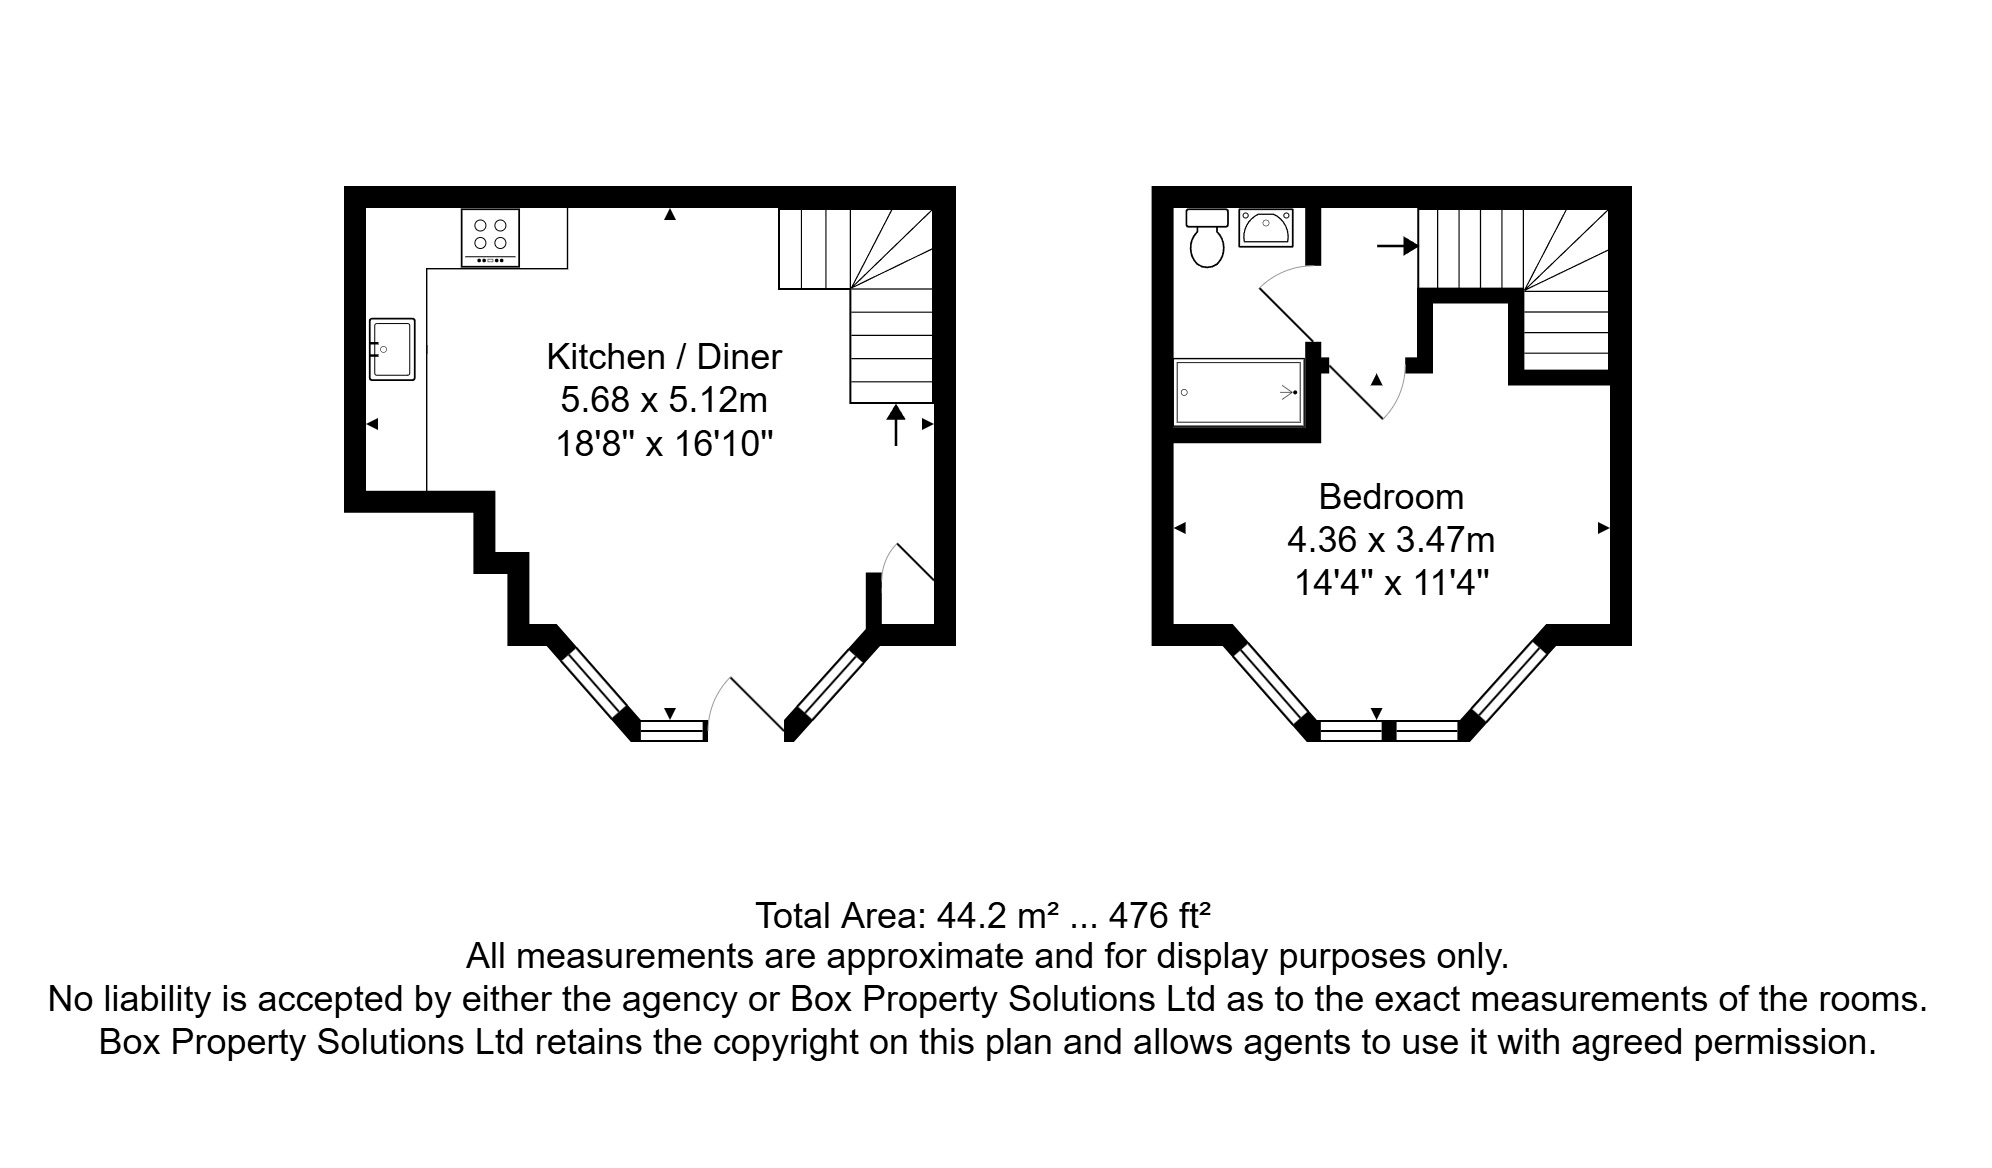 Kitchen / Diner
5.68 x 5.12m
18'8" x 16'10"
Bedroom
4.36 x 3.47m
14'4" x 11'4"
Total Area: 44.2 m² ... 476 ft²
All measurements are approximate and for display purposes only.
No liability is accepted by either the agency or Box Property Solutions Ltd as to the exact measurements of the rooms.
Box Property Solutions Ltd retains the copyright on this plan and allows agents to use it with agreed permission.